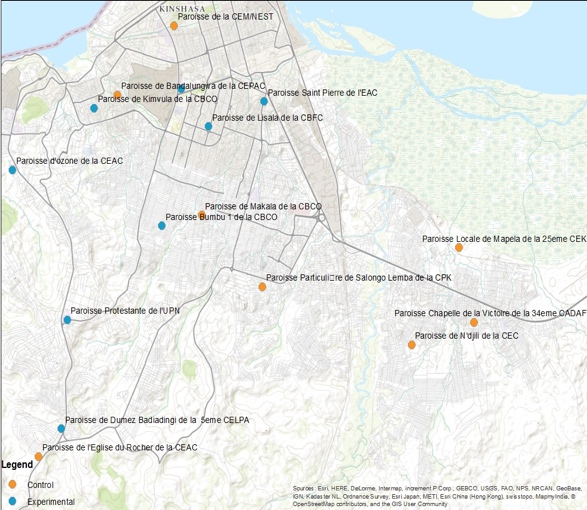 KINSHASA
Paroisse de la CEM/NEST
Paroisse de Bandalungwa de la CEPAC
Paroisse de Kimvula de la CBCO
Paroisse Saint Pierre de l'EAC
Paroisse de Lisala de la CBFC
Paroisse d'ozone de la CEAC
Paroisse de Makala de la CBCO
Paroisse Bumbu 1 de la CBCO
Paroisse Locale de Mapela de la 25eme CEK
Paroisse Particuli□re de Salongo Lemba de la CPK
Paroisse Protestante de l'UPN
Paroisse Chapelle de la Victoire de la 34eme CADAF
Paroisse de N'djili de la CEC
Paroisse de Dumez Badiadingi de la 5eme CELPA
Paroisse de l'Eglise du Rocher de la CEAC
Legend
Control
Experimental
Sources: Esri, HERE, DeLorme, Intermap, increment P Corp., GEBCO, USGS, FAO, NPS, NRCAN, GeoBase,
IGN, Kadaster NL, Ordnance Survey, Esri Japan, METI, Esri China (Hong Kong), swisstopo, MapmyIndia, ©
OpenStreetMap contributors, and the GIS User Community